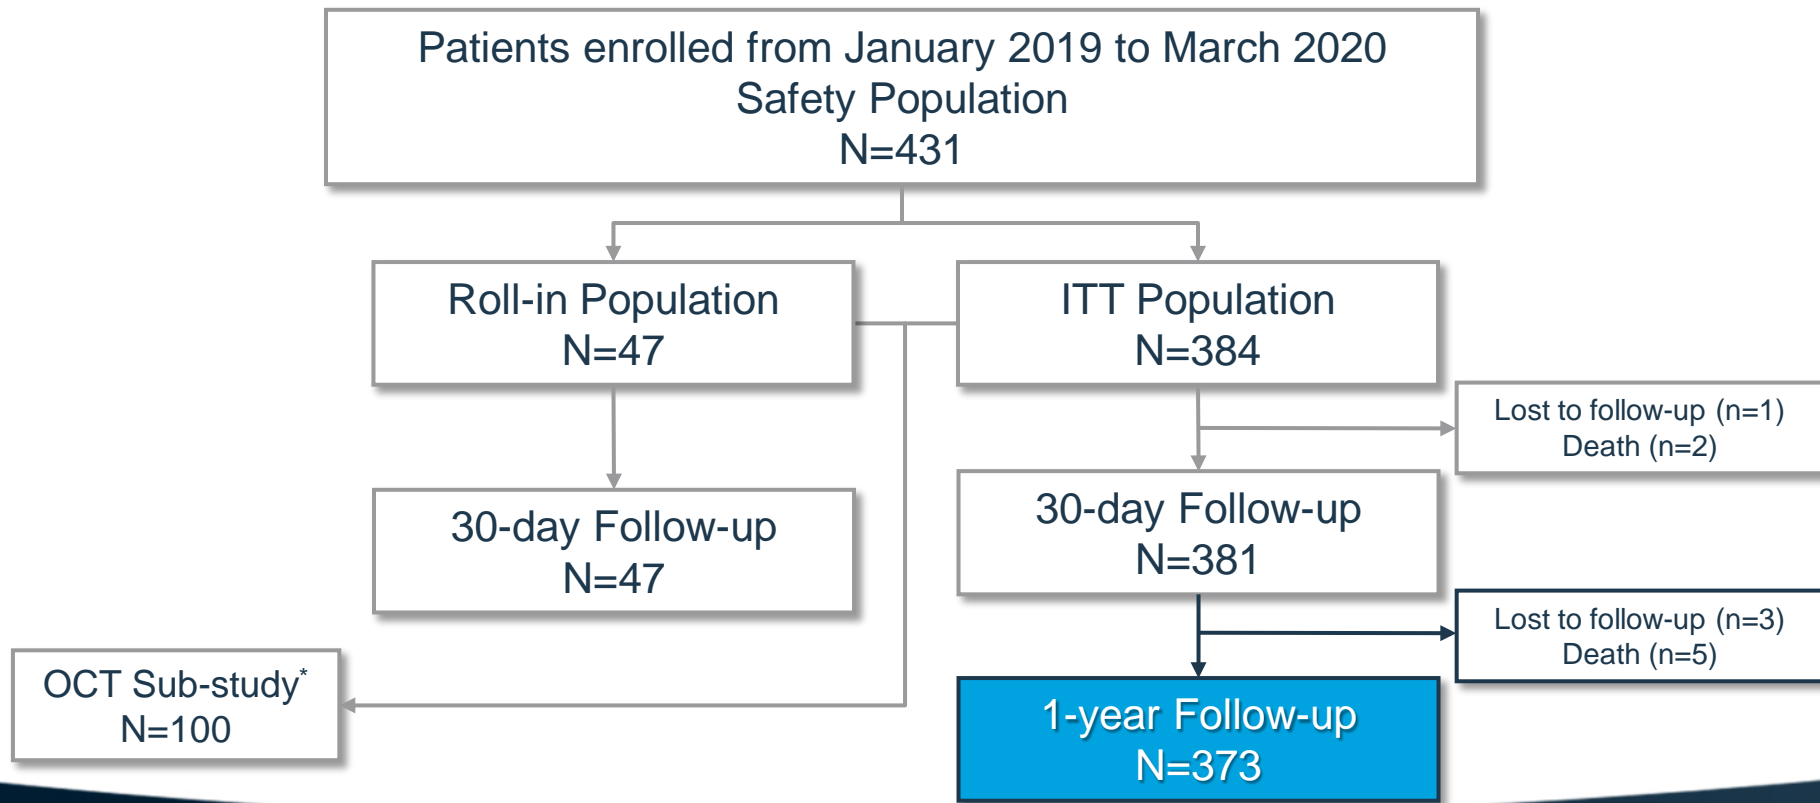 Patients enrolled from January 2019 to March 2020
Safety Population
N=431
Roll-in Population
N=47
ITT Population
N=384
Lost to follow-up (n=1)
Death (n=2)
30-day Follow-up
N=47
30-day Follow-up
N=381
Lost to follow-up (n=3)
Death (n=5)
OCT Sub-study*
N=100
1-year Follow-up
N=373